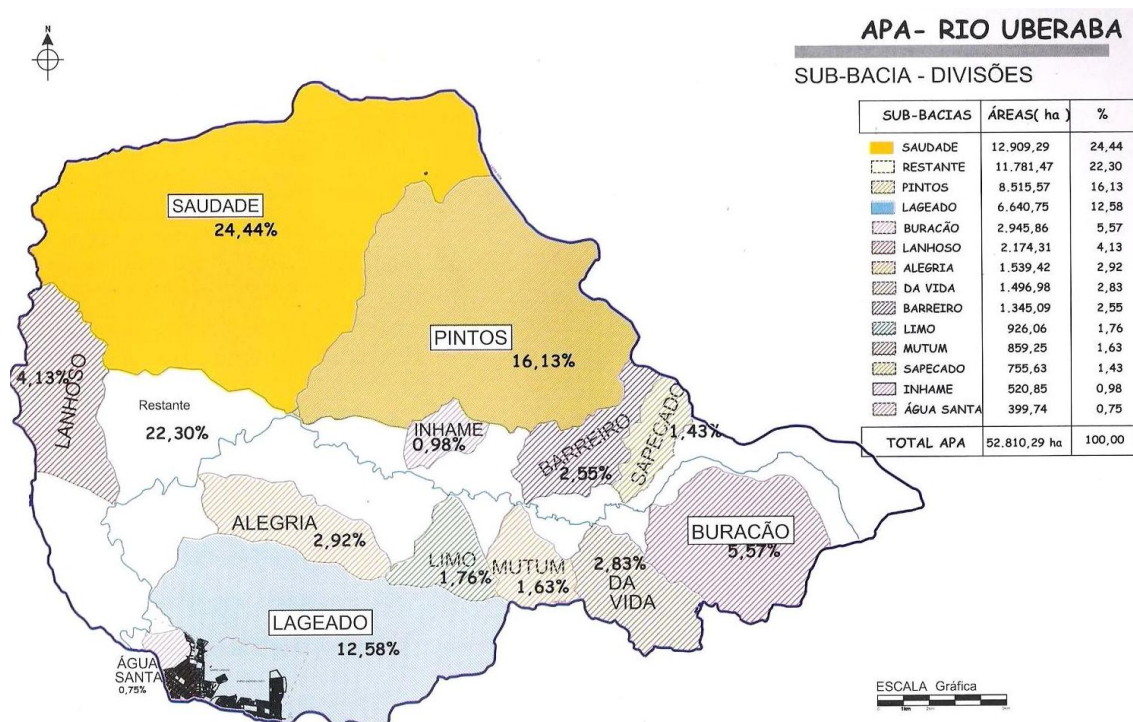 N
APA- RIO UBERABA
SUB-BACIA - DIVISÕES
SUB-BACIAS ÁREAS( ha ) %
SAUDADE 12.909,29 24,44
RESTANTE 11.781,47 22,30
PINTOS 8.515,57 16,13
LAGEADO 6.640,75 12,58
BURACÃO 2.945,86 5,57
LANHOSO 2.174,31 4,13
ALEGRIA 1.539,42 2,92
DA VIDA 1.496,98 2,83
BARREIRO 1.345,09 2,55
LIMO 926,06 1,76
MUTUM 859,25 1,63
SAPECADO 755,63 1,43
INHAME 520,85 0,98
ÁGUA SANTA 399,74 0,75
TOTAL APA 52.810,29 ha 100,00
SAUDADE
24,44%
PINTOS
16,13%
4,13%
LANHOSO
Restante
22,30%
INHAME
0,98%
BARREIRO
2,55%
SAPECADO
1,43%
ALEGRIA
2,92%
LIMO
1,76%
MUTUM
1,63%
2,83%
DA
VIDA
BURACÃO
5,57%
LAGEADO
12,58%
ÁGUA
SANTA
0,75%
ESCALA Gráfica
0 1km